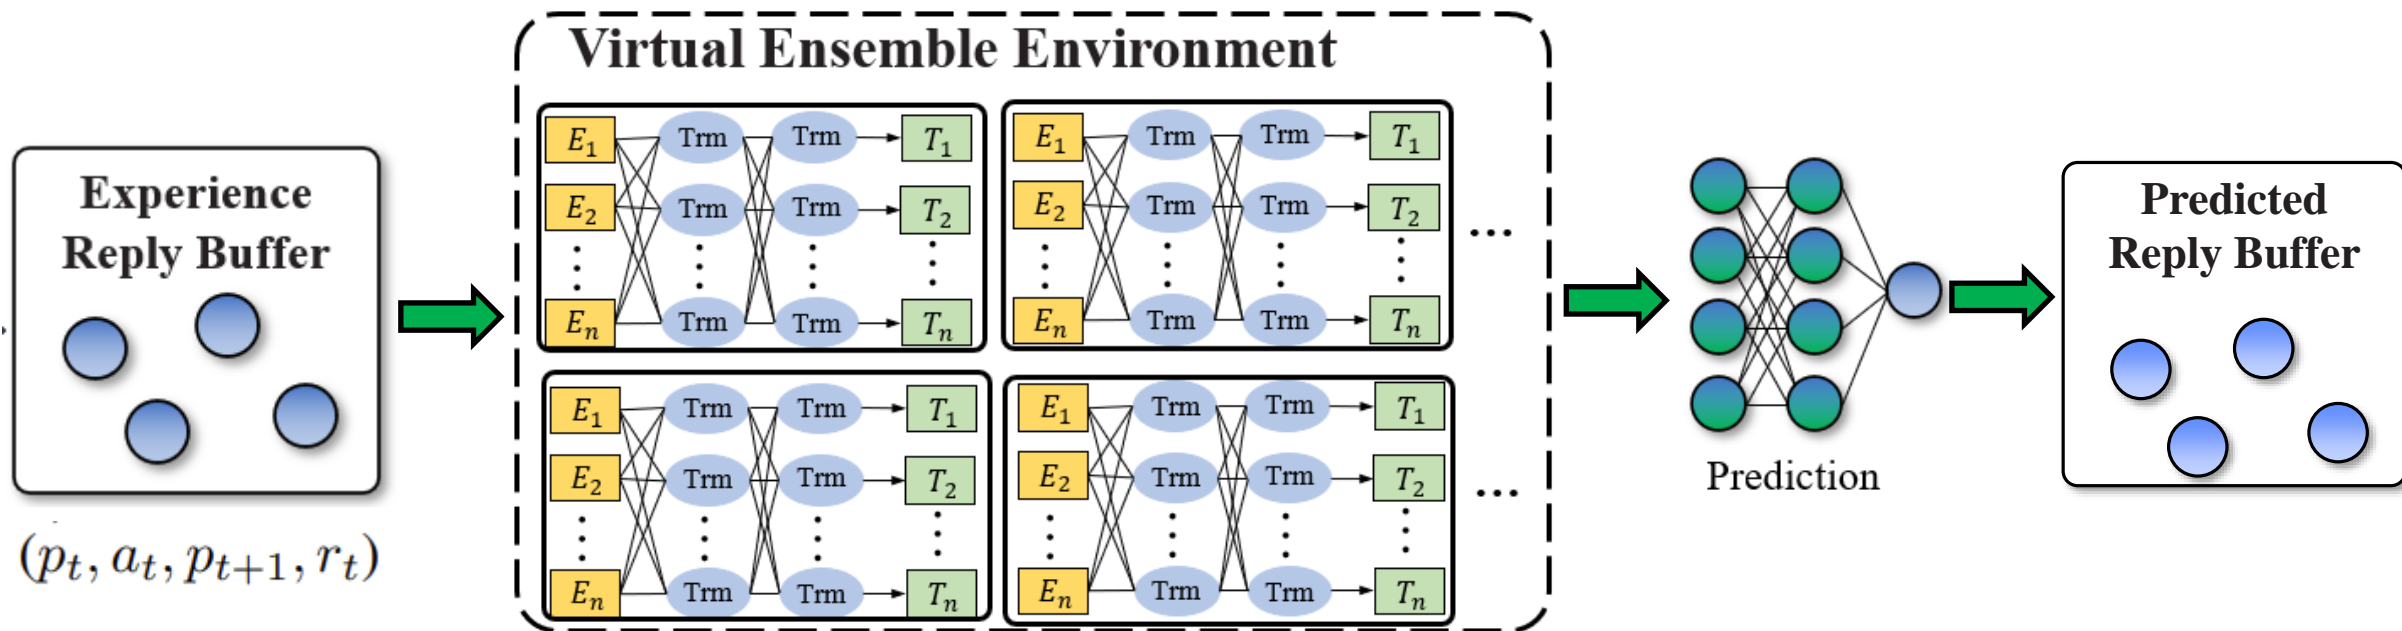 Virtual Ensemble Environment
Experience
Reply Buffer
(p_t, a_t, p_{t+1}, r_t)
E_1 Trm Trm T_1
E_2 Trm Trm T_2
E_n Trm Trm T_n
E_1 Trm Trm T_1
E_2 Trm Trm T_2
E_n Trm Trm T_n
...
E_1 Trm Trm T_1
E_2 Trm Trm T_2
E_n Trm Trm T_n
E_1 Trm Trm T_1
E_2 Trm Trm T_2
E_n Trm Trm T_n
...
Prediction
Predicted
Reply Buffer